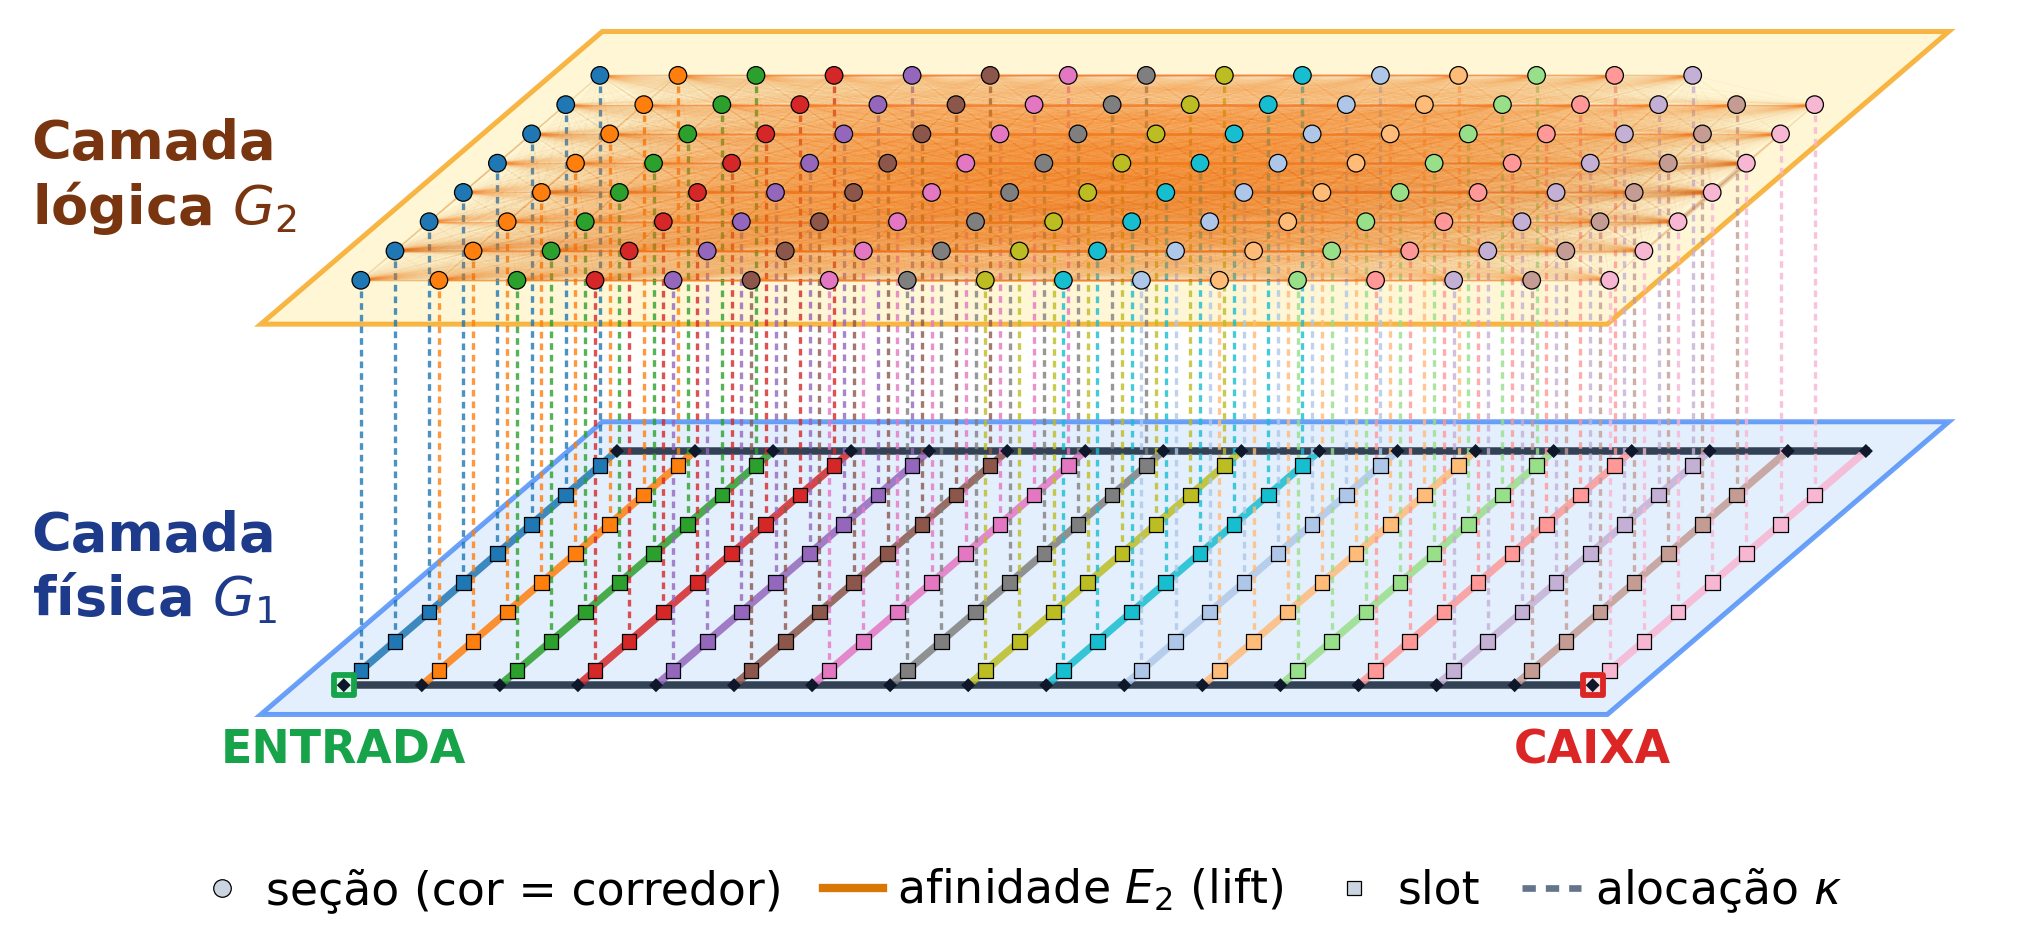 Camada
lógica G₂
Camada
física G₁
ENTRADA
CAIXA
seção (cor = corredor)
afinidade E₂ (lift)
slot
alocação κ